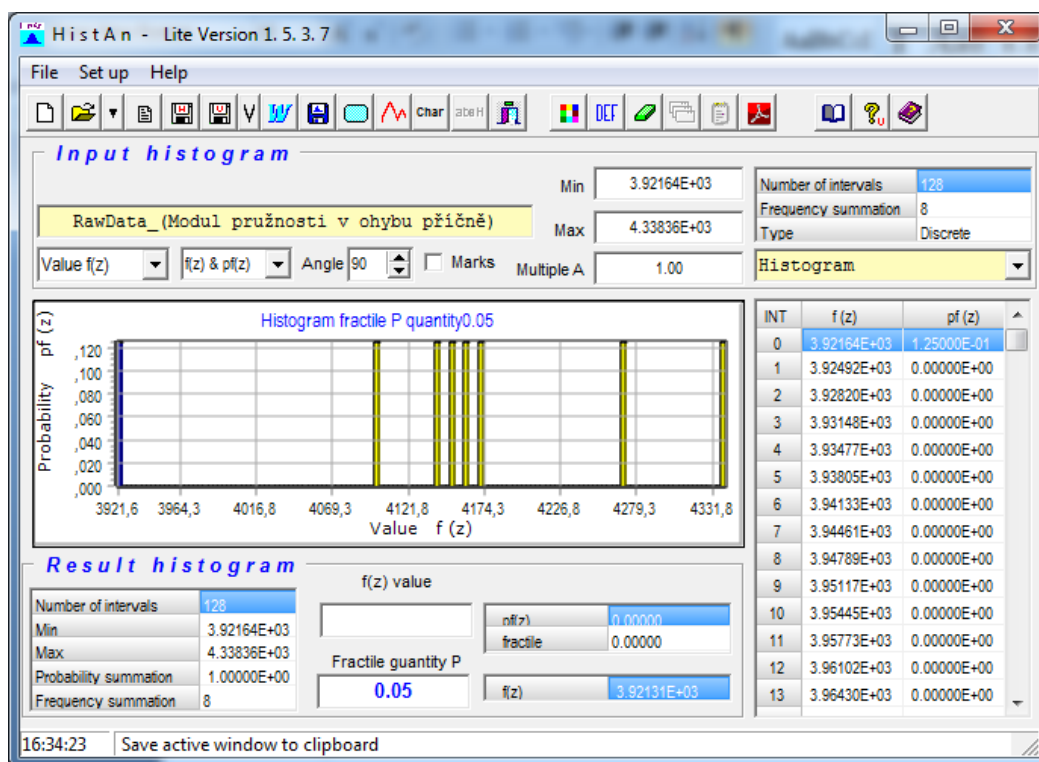 HistAn - Lite Version 1. 5. 3. 7
File Set up Help
V
Char
abeH
DEF
Input histogram
RawData_(Modul pružnosti v ohybu příčně)
Min 3.92164E+03
Max 4.33836E+03
Multiple A 1.00
Value f(z)
f(z) & pf(z)
Angle 90
Marks
Number of intervals 128
Frequency summation 8
Type Discrete
Histogram
Histogram fractile P quantity0.05
Probability pf (z)
,120
,100
,080
,060
,040
,020
,000
3921,6 3964,3 4016,8 4069,3 4121,8 4174,3 4226,8 4279,3 4331,8
Value f (z)
INT f (z) pf (z)
0 3.92164E+03 1.25000E-01
1 3.92492E+03 0.00000E+00
2 3.92820E+03 0.00000E+00
3 3.93148E+03 0.00000E+00
4 3.93477E+03 0.00000E+00
5 3.93805E+03 0.00000E+00
6 3.94133E+03 0.00000E+00
7 3.94461E+03 0.00000E+00
8 3.94789E+03 0.00000E+00
9 3.95117E+03 0.00000E+00
10 3.95445E+03 0.00000E+00
11 3.95773E+03 0.00000E+00
12 3.96102E+03 0.00000E+00
13 3.96430E+03 0.00000E+00
Result histogram
Number of intervals 128
Min 3.92164E+03
Max 4.33836E+03
Probability summation 1.00000E+00
Frequency summation 8
f(z) value
Fractile guantity P
0.05
pf(z) 0.00000
fractile 0.00000
f(z) 3.92131E+03
16:34:23 Save active window to clipboard